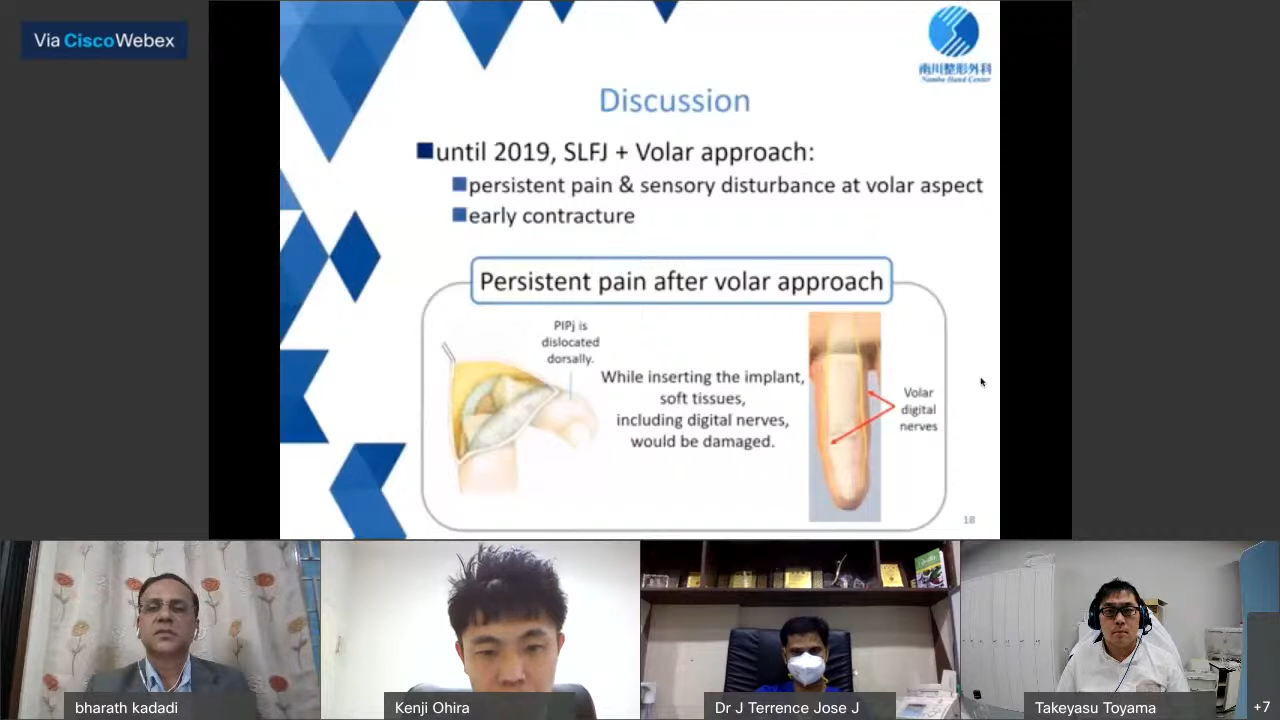 Via Cisco Webex
南川整形外科
Nambu Hand Center
Discussion
until 2019, SLFJ + Volar approach:
persistent pain & sensory disturbance at volar aspect
early contracture
Persistent pain after volar approach
PIPj is
dislocated
dorsally.
While inserting the implant,
soft tissues,
including digital nerves,
would be damaged.
Volar
digital
nerves
18
bharath kadadi
Kenji Ohira
Dr J Terrence Jose J
Takeyasu Toyama
+7